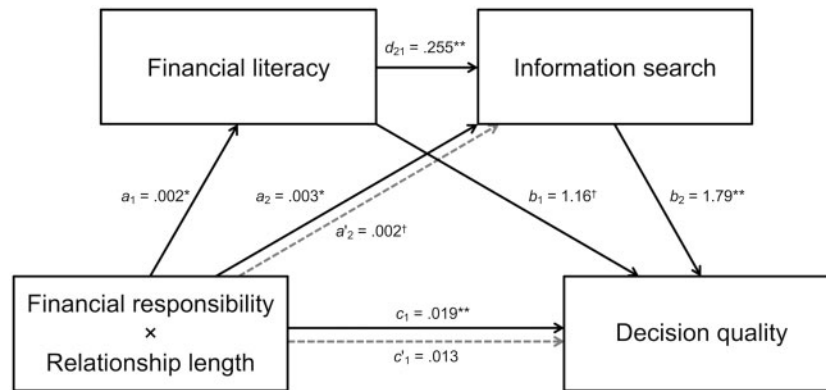 Financial literacy
d21 = .255**
Information search
a1 = .002*
a2 = .003*
a'2 = .002†
b1 = 1.16†
b2 = 1.79**
Financial responsibility
×
Relationship length
c1 = .019**
c'1 = .013
Decision quality